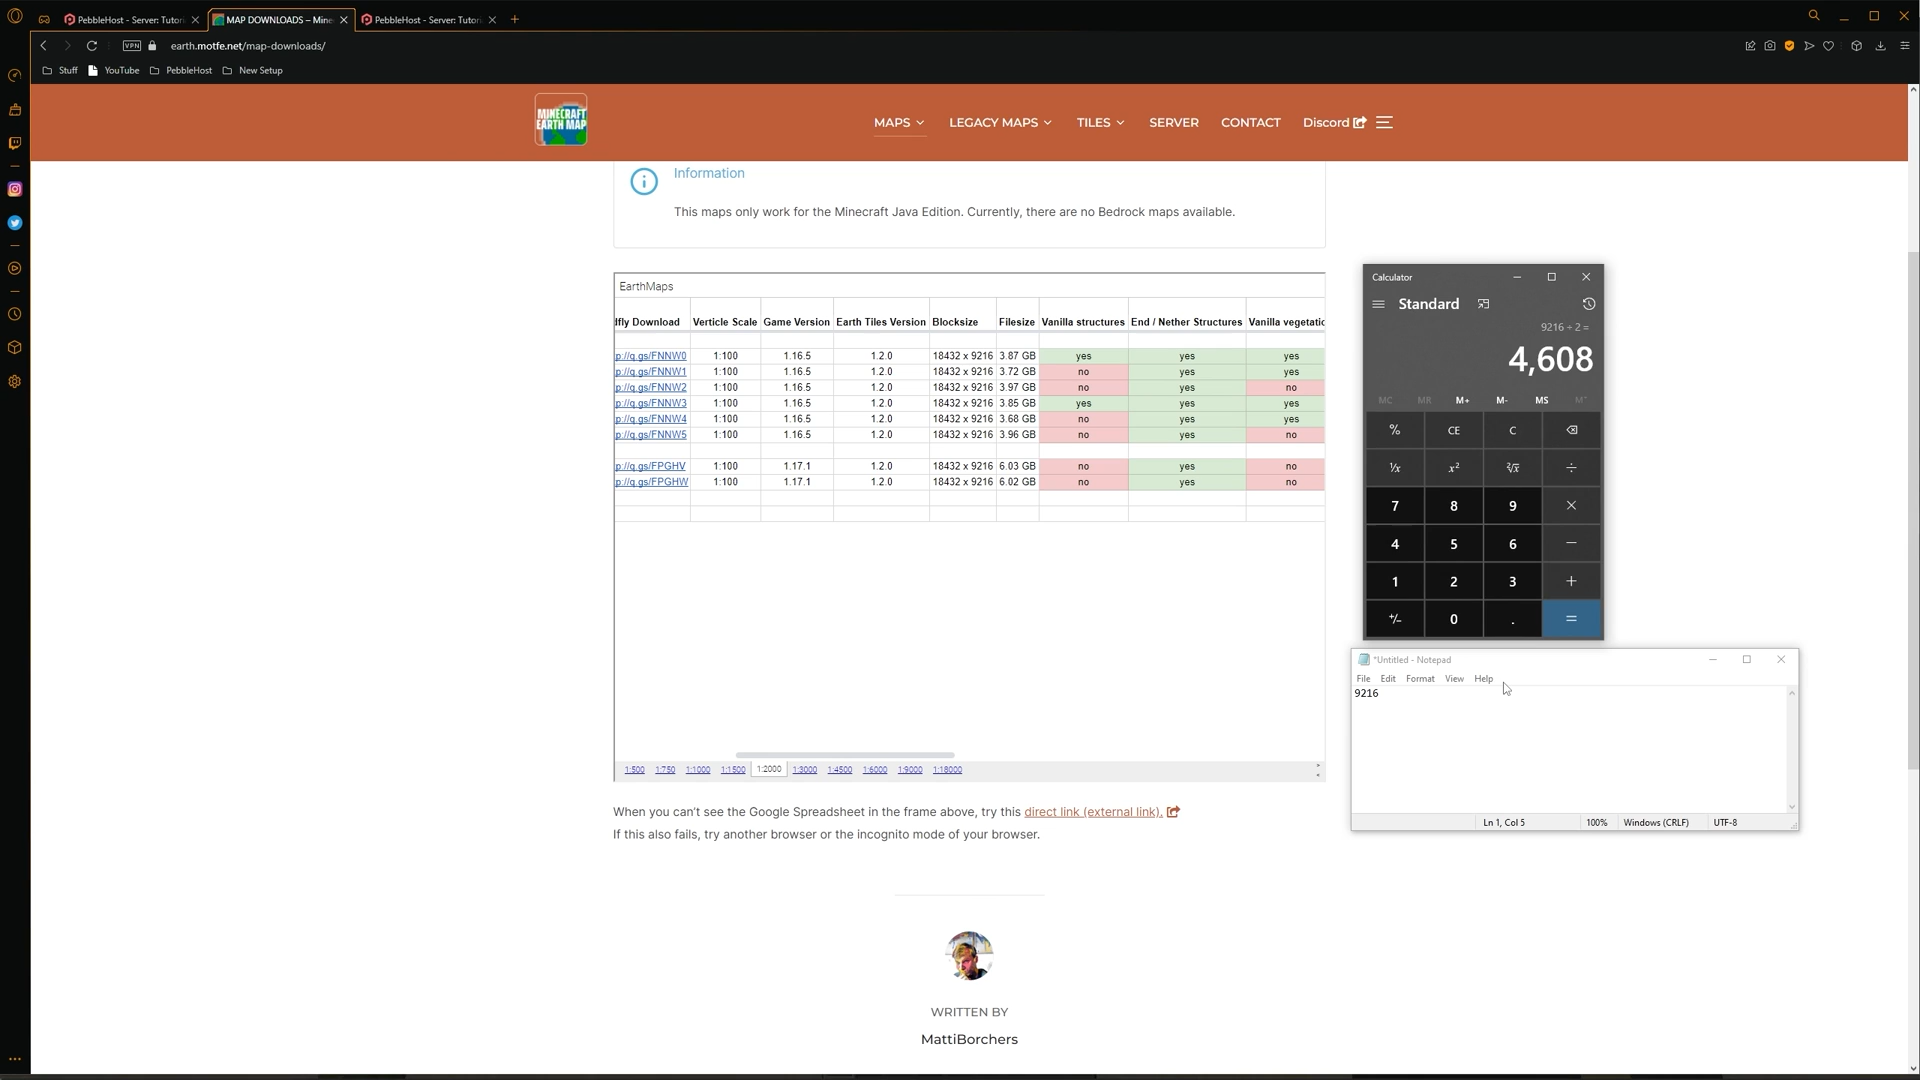 PebbleHost - Server: Tutori
MAP DOWNLOADS – Mine
PebbleHost - Server: Tutori
VPN
earth.motfe.net/map-downloads/
Stuff
YouTube
PebbleHost
New Setup
MINECRAFT
EARTH MAP
MAPS
LEGACY MAPS
TILES
SERVER
CONTACT
Discord
Information
This maps only work for the Minecraft Java Edition. Currently, there are no Bedrock maps available.
EarthMaps
lfly Download Verticle Scale Game Version Earth Tiles Version Blocksize Filesize Vanilla structures End / Nether Structures Vanilla vegetatic
p://q.gs/FNNW0 1:100 1.16.5 1.2.0 18432 x 9216 3.87 GB yes yes yes
p://q.gs/FNNW1 1:100 1.16.5 1.2.0 18432 x 9216 3.72 GB no yes yes
p://q.gs/FNNW2 1:100 1.16.5 1.2.0 18432 x 9216 3.97 GB no yes no
p://q.gs/FNNW3 1:100 1.16.5 1.2.0 18432 x 9216 3.85 GB yes yes yes
p://q.gs/FNNW4 1:100 1.16.5 1.2.0 18432 x 9216 3.68 GB no yes yes
p://q.gs/FNNW5 1:100 1.16.5 1.2.0 18432 x 9216 3.96 GB no yes no
p://q.gs/FPGHV 1:100 1.17.1 1.2.0 18432 x 9216 6.03 GB no yes no
p://q.gs/FPGHW 1:100 1.17.1 1.2.0 18432 x 9216 6.02 GB no yes no
1:500 1:750 1:1000 1:1500 1:2000 1:3000 1:4500 1:6000 1:9000 1:18000
When you can't see the Google Spreadsheet in the frame above, try this direct link (external link).
If this also fails, try another browser or the incognito mode of your browser.
WRITTEN BY
MattiBorchers
Calculator
Standard
9216 ÷ 2 =
4,608
MC MR M+ M- MS M˅
% CE C
¹/x x² ²√x ÷
7 8 9 ×
4 5 6 −
1 2 3 +
+/− 0 . =
*Untitled - Notepad
File Edit Format View Help
9216
Ln 1, Col 5 100% Windows (CRLF) UTF-8